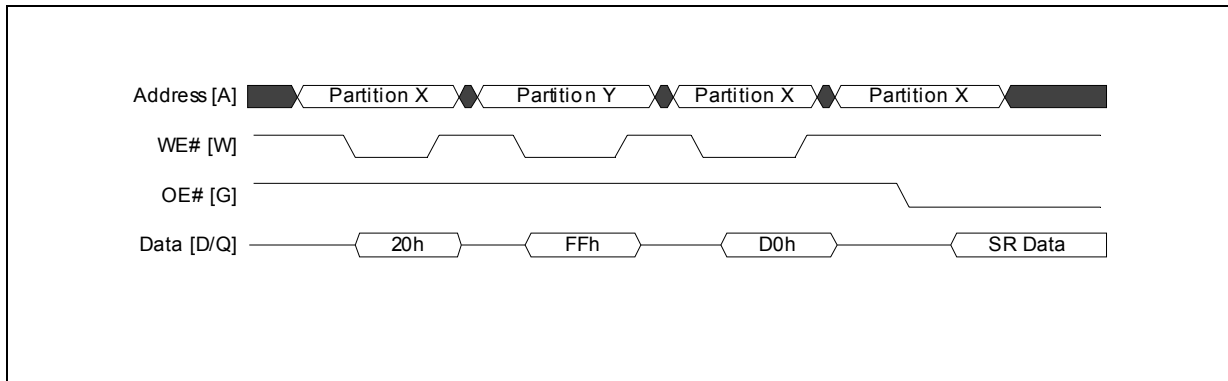 Address [A] Partition X Partition Y Partition X Partition X
WE# [W]
OE# [G]
Data [D/Q] 20h FFh D0h SR Data